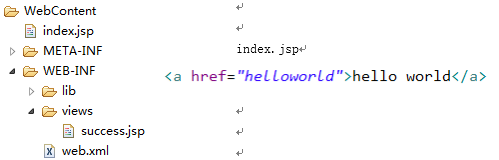 WebContent
index.jsp
META-INF
WEB-INF
lib
views
success.jsp
web.xml
index.jsp
<a href="helloworld">hello world</a>